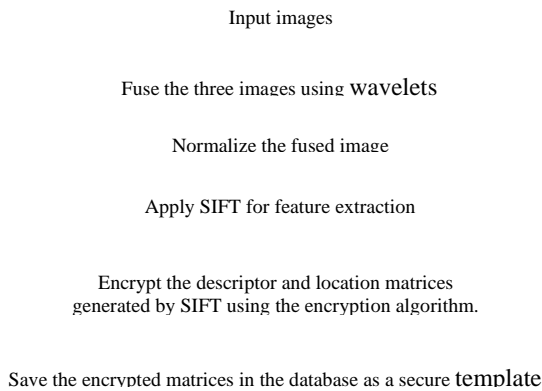 Input images
Fuse the three images using wavelets
Normalize the fused image
Apply SIFT for feature extraction
Encrypt the descriptor and location matrices
generated by SIFT using the encryption algorithm.
Save the encrypted matrices in the database as a secure template